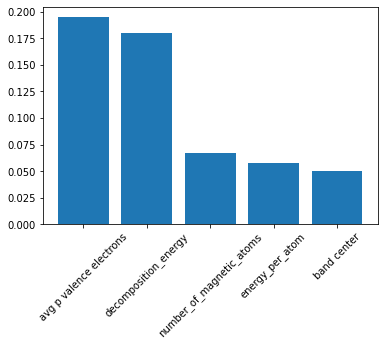 0.200
0.175
0.150
0.125
0.100
0.075
0.050
0.025
0.000
avg p valence electrons
decomposition_energy
number_of_magnetic_atoms
energy_per_atom
band center